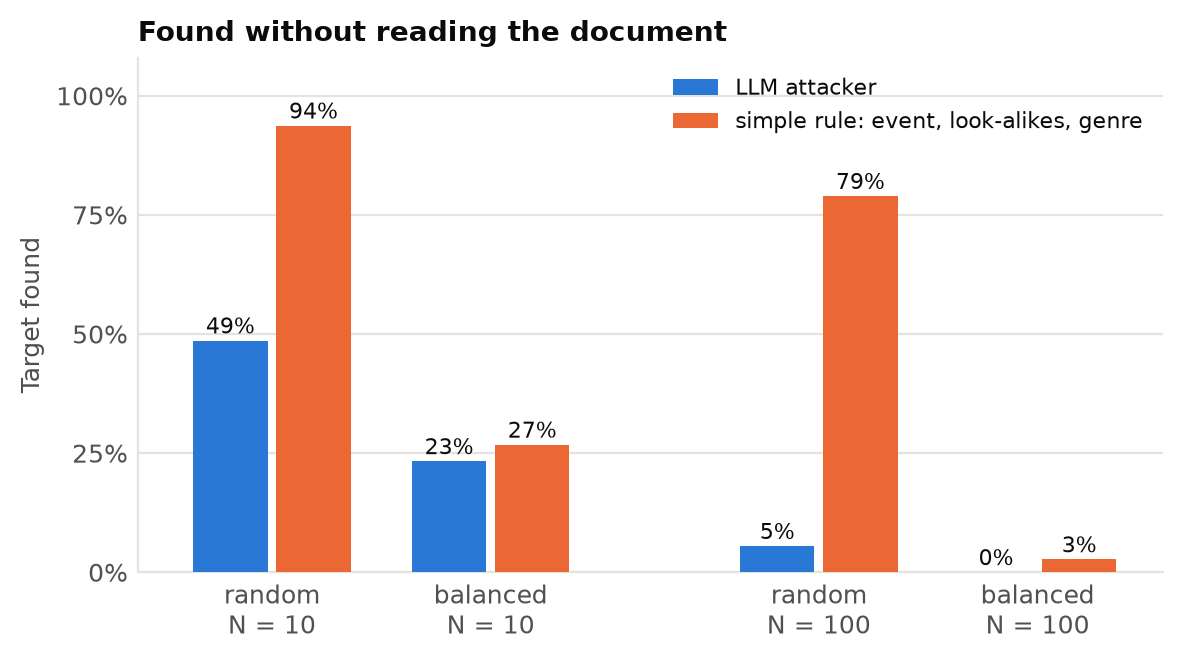 Found without reading the document
LLM attacker
simple rule: event, look-alikes, genre
Target found
100%
75%
50%
25%
0%
49%
94%
23%
27%
5%
79%
0%
3%
random
N = 10
balanced
N = 10
random
N = 100
balanced
N = 100